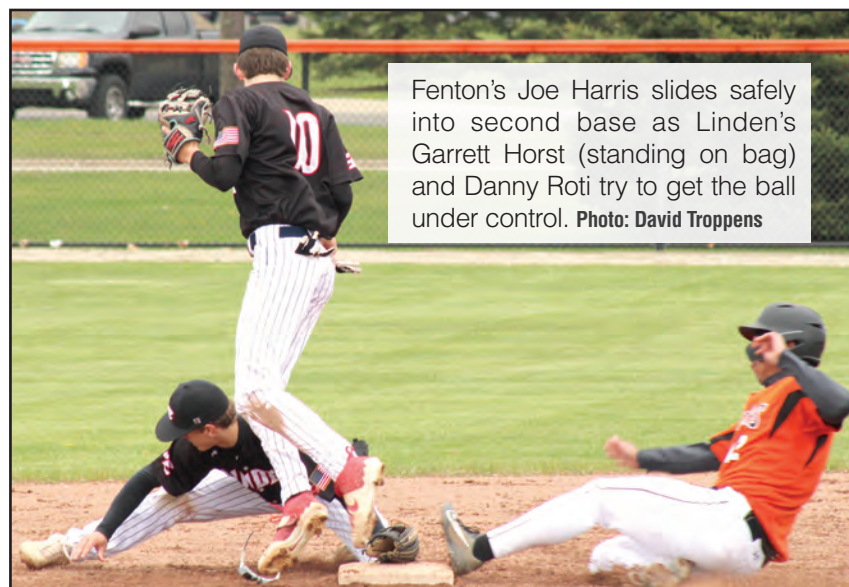 Fenton's Joe Harris slides safely
into second base as Linden's
Garrett Horst (standing on bag)
and Danny Roti try to get the ball
under control. Photo: David Troppens